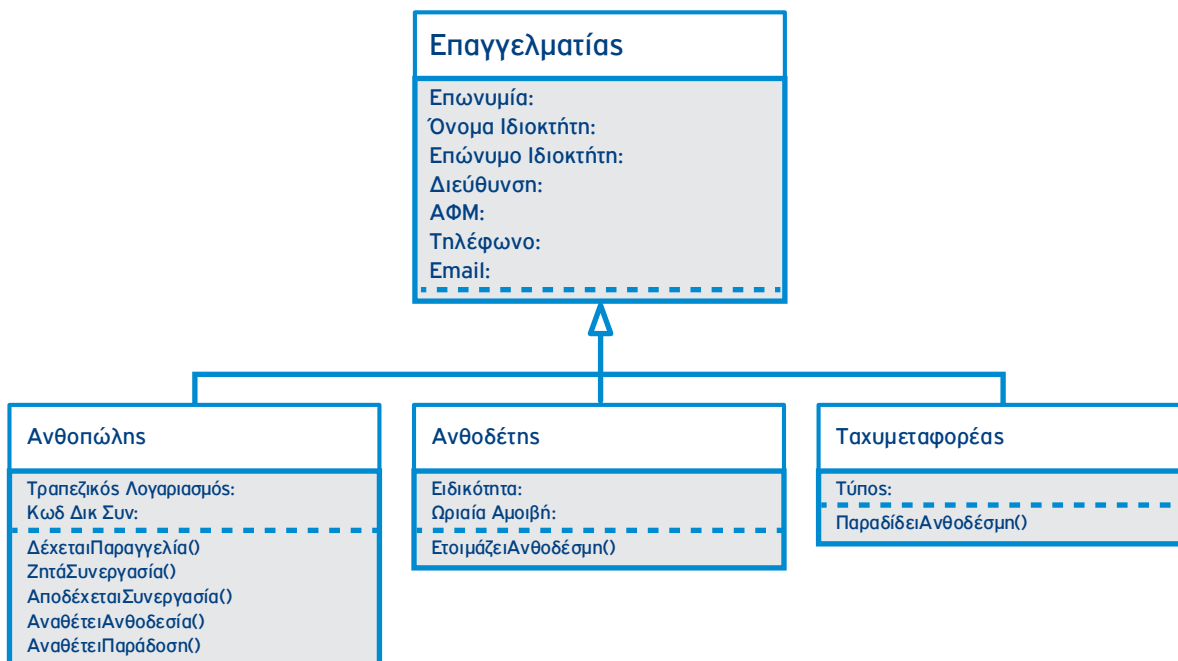 Επαγγελματίας
Επωνυμία:
Όνομα Ιδιοκτήτη:
Επώνυμο Ιδιοκτήτη:
Διεύθυνση:
ΑΦΜ:
Τηλέφωνο:
Email:
Ανθοπώλης
Τραπεζικός Λογαριασμός:
Κωδ Δικ Συν:
ΔέχεταιΠαραγγελία()
ΖητάΣυνεργασία()
ΑποδέχεταιΣυνεργασία()
ΑναθέτειΑνθοδεσία()
ΑναθέτειΠαράδοση()
Ανθοδέτης
Ειδικότητα:
Ωριαία Αμοιβή:
ΕτοιμάζειΑνθοδέσμη()
Ταχυμεταφορέας
Τύπος:
ΠαραδίδειΑνθοδέσμη()